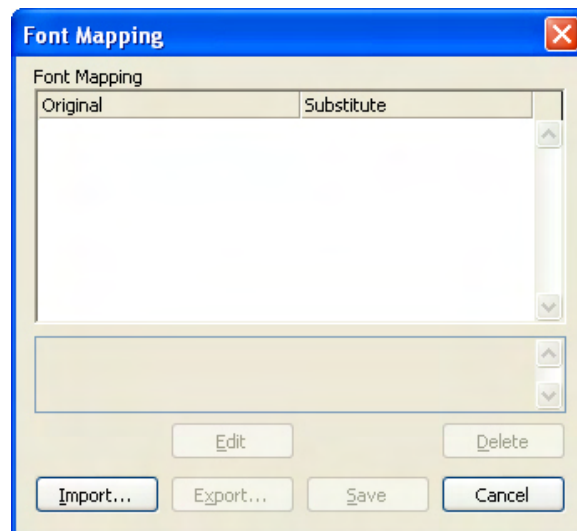 Font Mapping
Font Mapping
Original Substitute
Edit Delete
Import... Export... Save Cancel